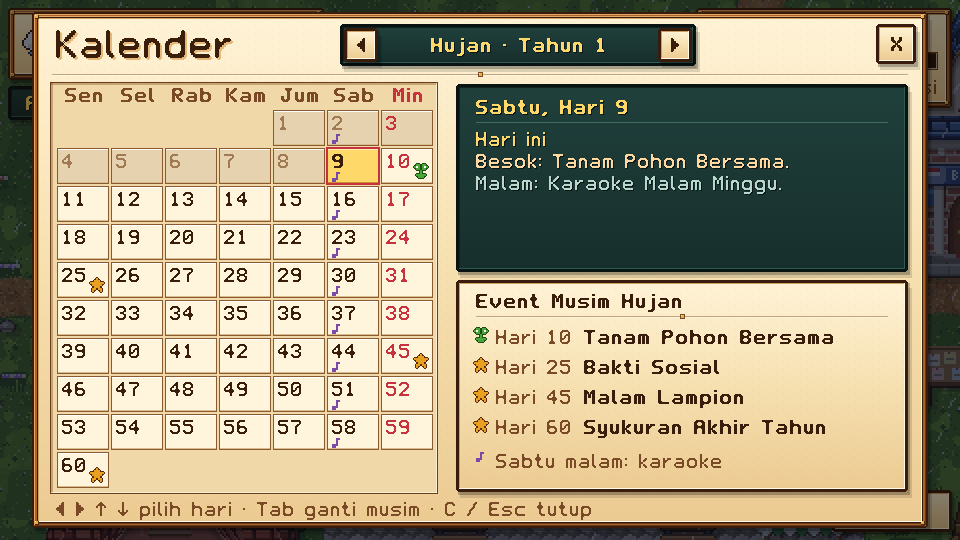 Kalender
Hujan · Tahun 1
X
Sen Sel Rab Kam Jum Sab Min
1 2 3
4 5 6 7 8 9 10
11 12 13 14 15 16 17
18 19 20 21 22 23 24
25 26 27 28 29 30 31
32 33 34 35 36 37 38
39 40 41 42 43 44 45
46 47 48 49 50 51 52
53 54 55 56 57 58 59
60
Sabtu, Hari 9
Hari ini
Besok: Tanam Pohon Bersama.
Malam: Karaoke Malam Minggu.
Event Musim Hujan
Hari 10 Tanam Pohon Bersama
Hari 25 Bakti Sosial
Hari 45 Malam Lampion
Hari 60 Syukuran Akhir Tahun
Sabtu malam: karaoke
◀ ▶ ↑ ↓ pilih hari · Tab ganti musim · C / Esc tutup